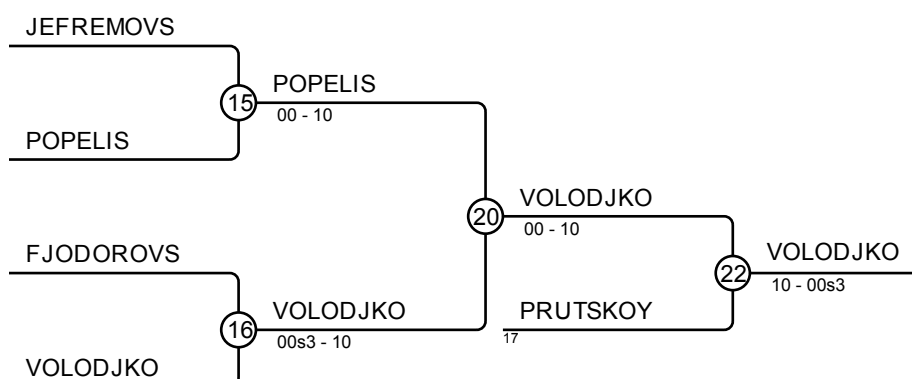 JEFREMOVS
15
POPELIS
00 - 10
POPELIS
20
VOLODJKO
00 - 10
FJODOROVS
22
VOLODJKO
10 - 00s3
16
VOLODJKO
00s3 - 10
PRUTSKOY
17
VOLODJKO